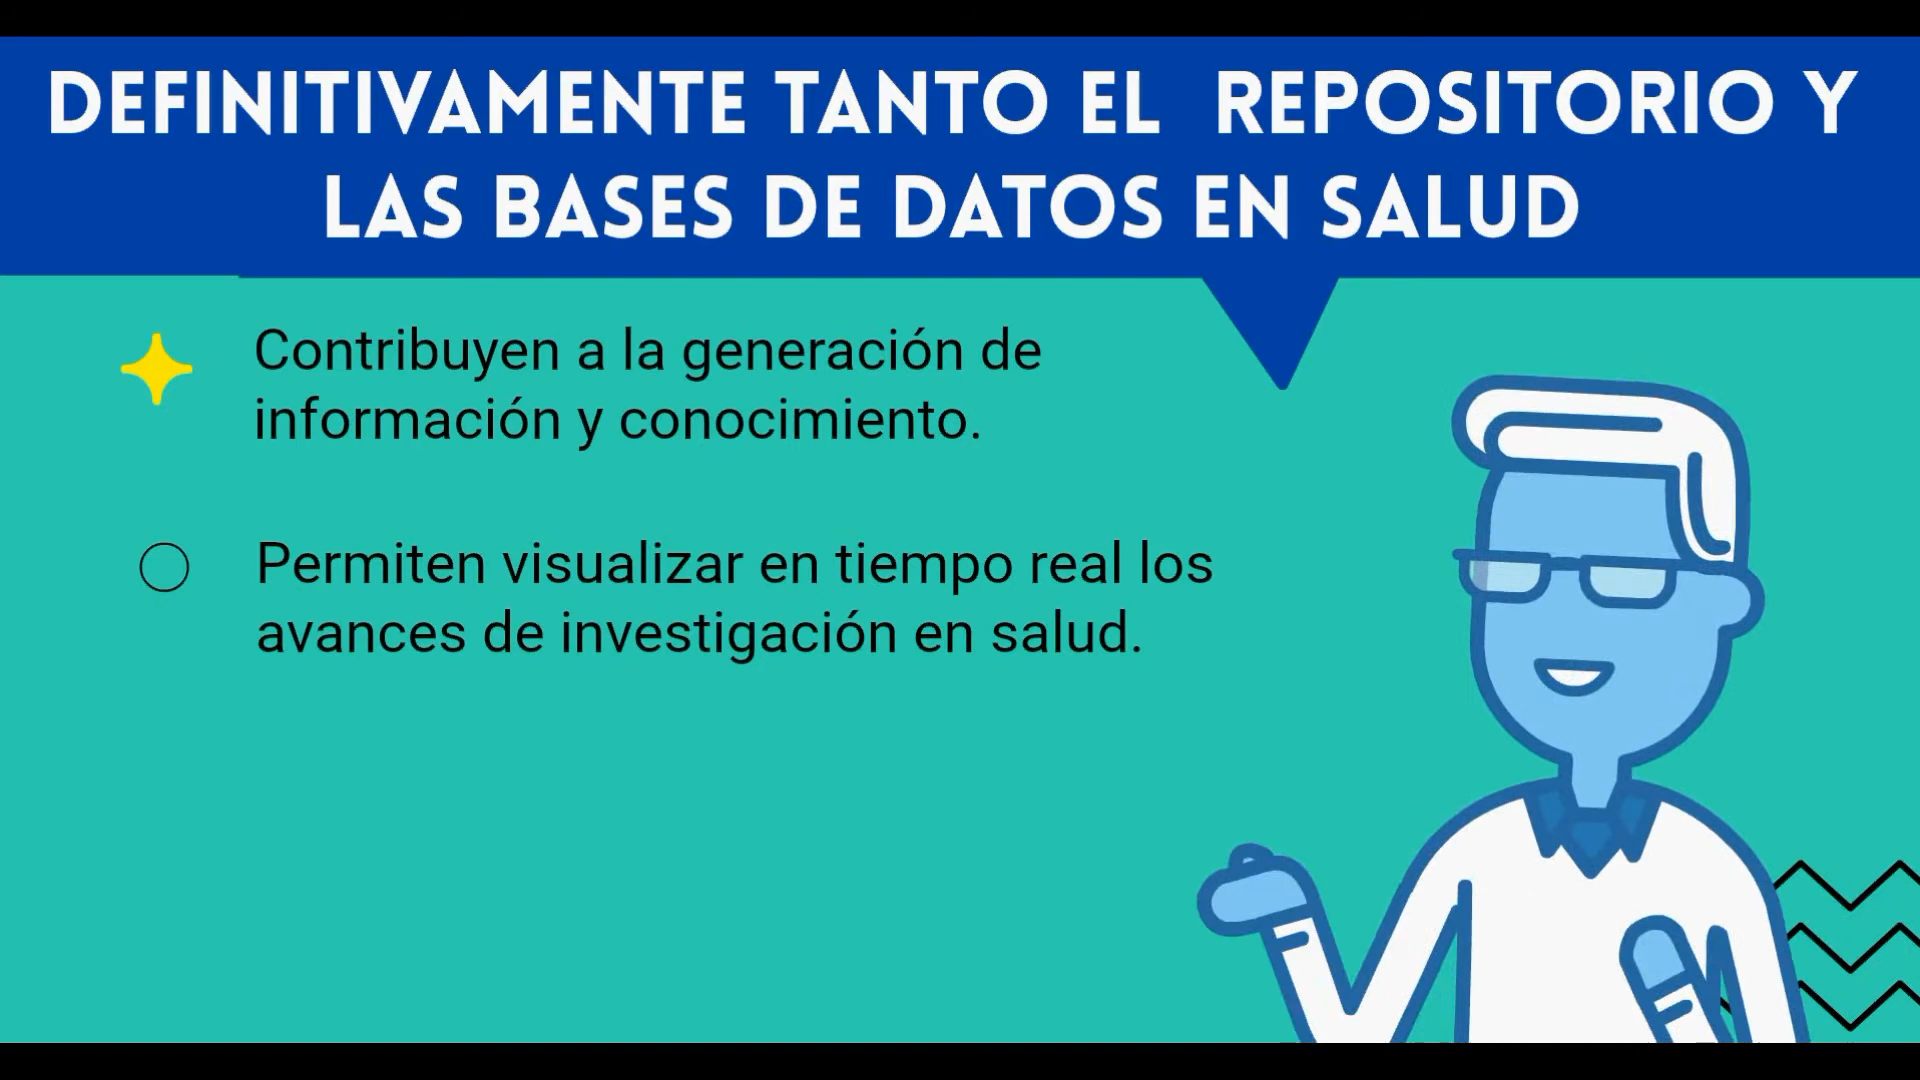 DEFINITIVAMENTE TANTO EL REPOSITORIO Y
LAS BASES DE DATOS EN SALUD
Contribuyen a la generación de
información y conocimiento.
Permiten visualizar en tiempo real los
avances de investigación en salud.